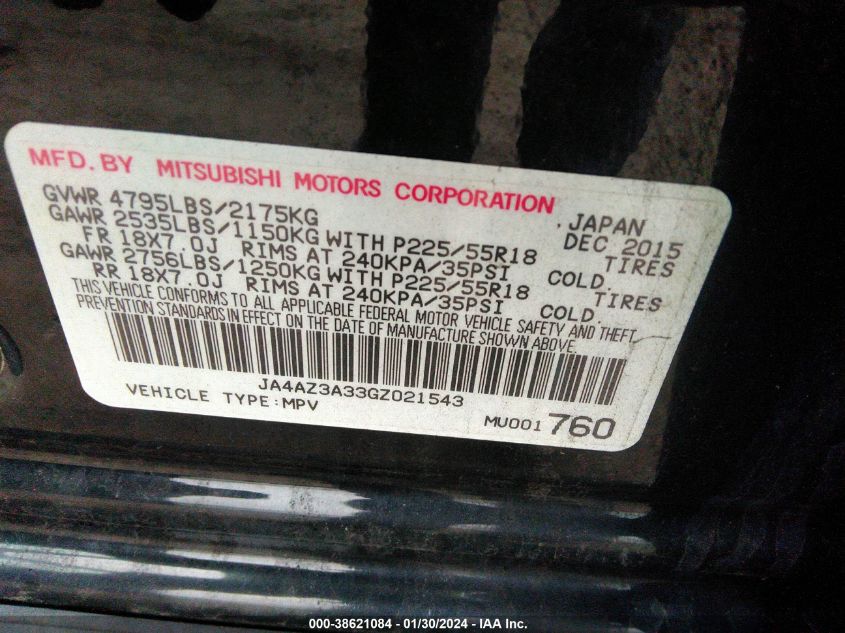 MFD. BY MITSUBISHI MOTORS CORPORATION
GVWR 4795LBS/2175KG JAPAN
GAWR 2535LBS/1150KG WITH P225/55R18 DEC 2015
FR 18X7.0J RIMS AT 240KPA/35PSI COLD. TIRES
GAWR 2756LBS/1250KG WITH P225/55R18 TIRES
RR 18X7.0J RIMS AT 240KPA/35PSI COLD.
THIS VEHICLE CONFORMS TO ALL APPLICABLE FEDERAL MOTOR VEHICLE SAFETY AND THEFT
PREVENTION STANDARDS IN EFFECT ON THE DATE OF MANUFACTURE SHOWN ABOVE.
JA4AZ3A33GZ021543
VEHICLE TYPE:MPV MU001 760
000-38621084 - 01/30/2024 - IAA Inc.